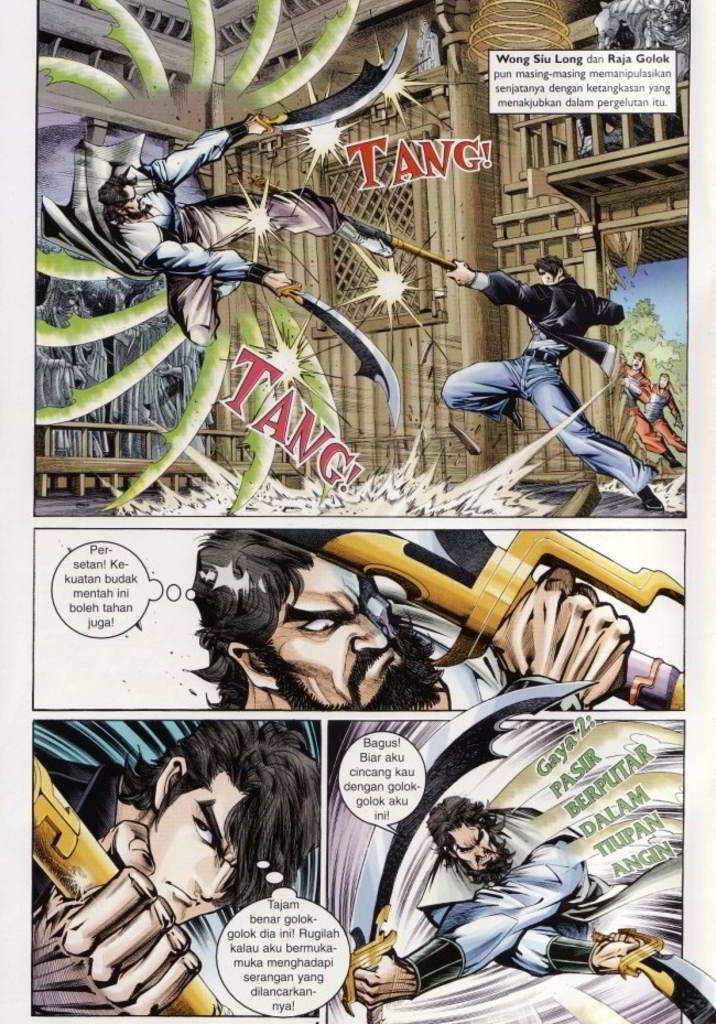 Wong Siu Long dan Raja Golok
pun masing-masing memanipulasikan
senjatanya dengan ketangkasan yang
menakjubkan dalam pergelutan itu.
TANG!
TANG!
Per-
setan! Ke-
kuatan budak
mentah ini
boleh tahan
juga!
Bagus!
Biar aku
cincang kau
dengan golok-
golok aku
ini!
Gaya 2:
PASIR
BERPUTAR
DALAM
TIUPAN
ANGIN
Tajam
benar golok-
golok dia ini! Rugilah
kalau aku bermuka-
muka menghadapi
serangan yang
dilancarkan-
nya!